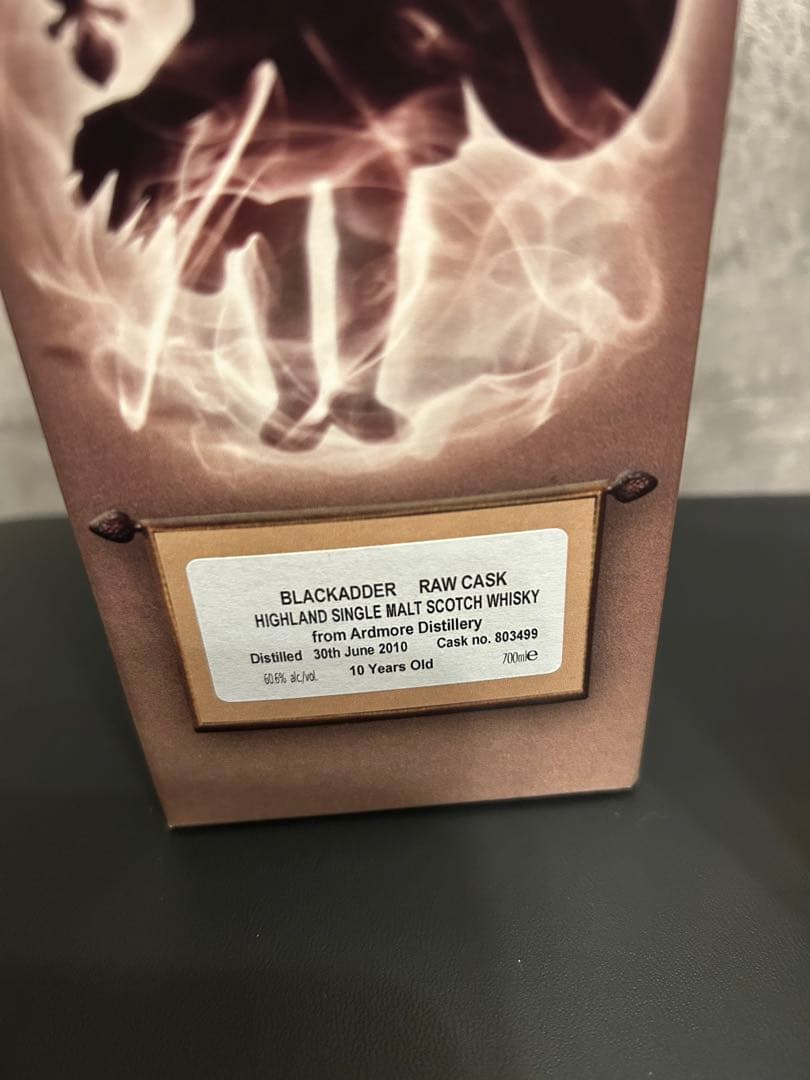 BLACKADDER RAW CASK
HIGHLAND SINGLE MALT SCOTCH WHISKY
from Ardmore Distillery
Distilled 30th June 2010 Cask no. 803499
60.6% alc/vol. 10 Years Old 700ml℮